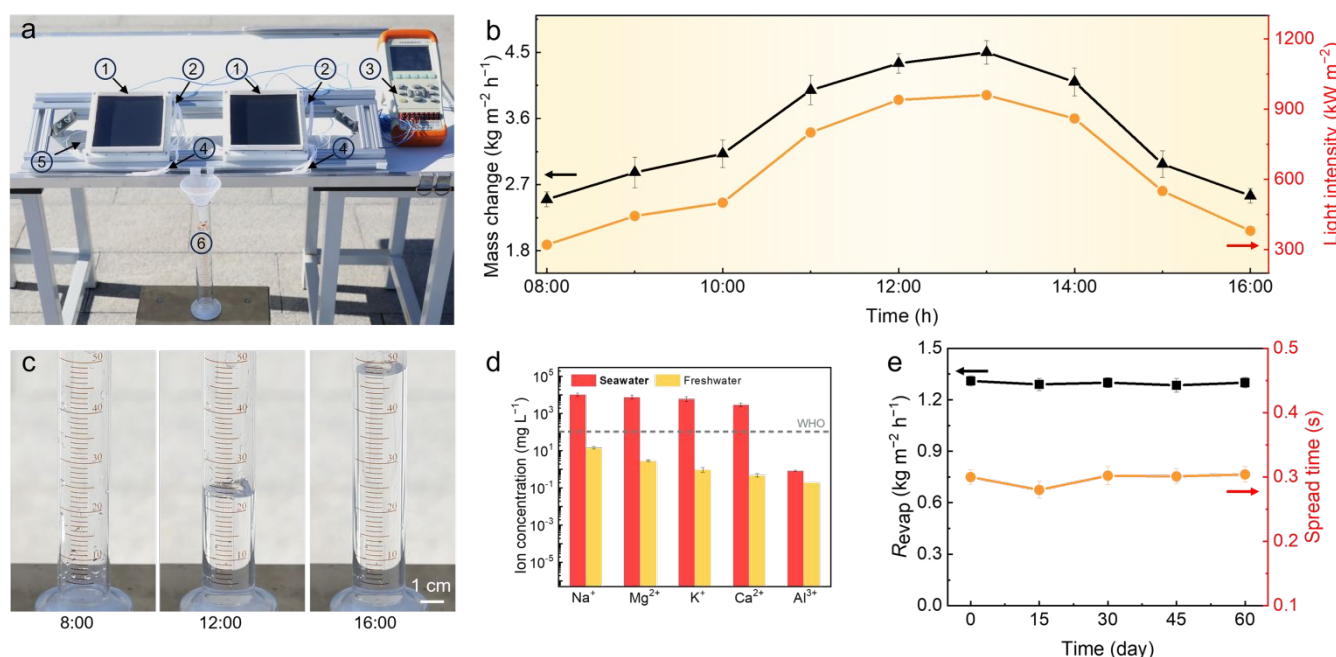 a
① ② ① ② ③
⑤ ④ ④
⑥
b
Mass change (kg m⁻² h⁻¹)
4.5
3.6
2.7
1.8
08:00 10:00 12:00 14:00 16:00
Time (h)
1200
900
600
300
Light intensity (kW m⁻²)
c
50 50 50
40 40 40
30 30 30
20 20 20
10 10 10
1 cm
8:00 12:00 16:00
d
Ion concentration (mg L⁻¹)
10⁵
10³
10¹
10⁻¹
10⁻³
10⁻⁵
Seawater Freshwater
WHO
Na⁺ Mg²⁺ K⁺ Ca²⁺ Al³⁺
e
Revap (kg m⁻² h⁻¹)
1.5
1.2
0.9
0.6
0.3
0.0
0 15 30 45 60
Time (day)
0.5
0.4
0.3
0.2
0.1
Spread time (s)